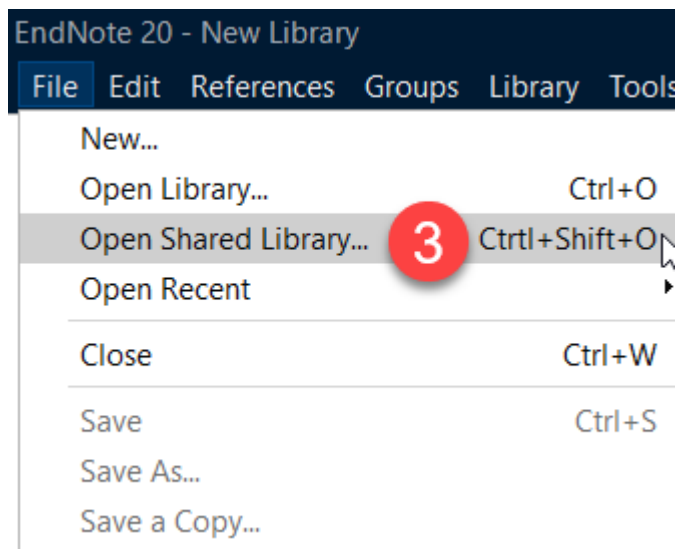 EndNote 20 - New Library
File Edit References Groups Library Tools
New...
Open Library... Ctrl+O
Open Shared Library... 3 Ctrtl+Shift+O
Open Recent
Close Ctrl+W
Save Ctrl+S
Save As...
Save a Copy...